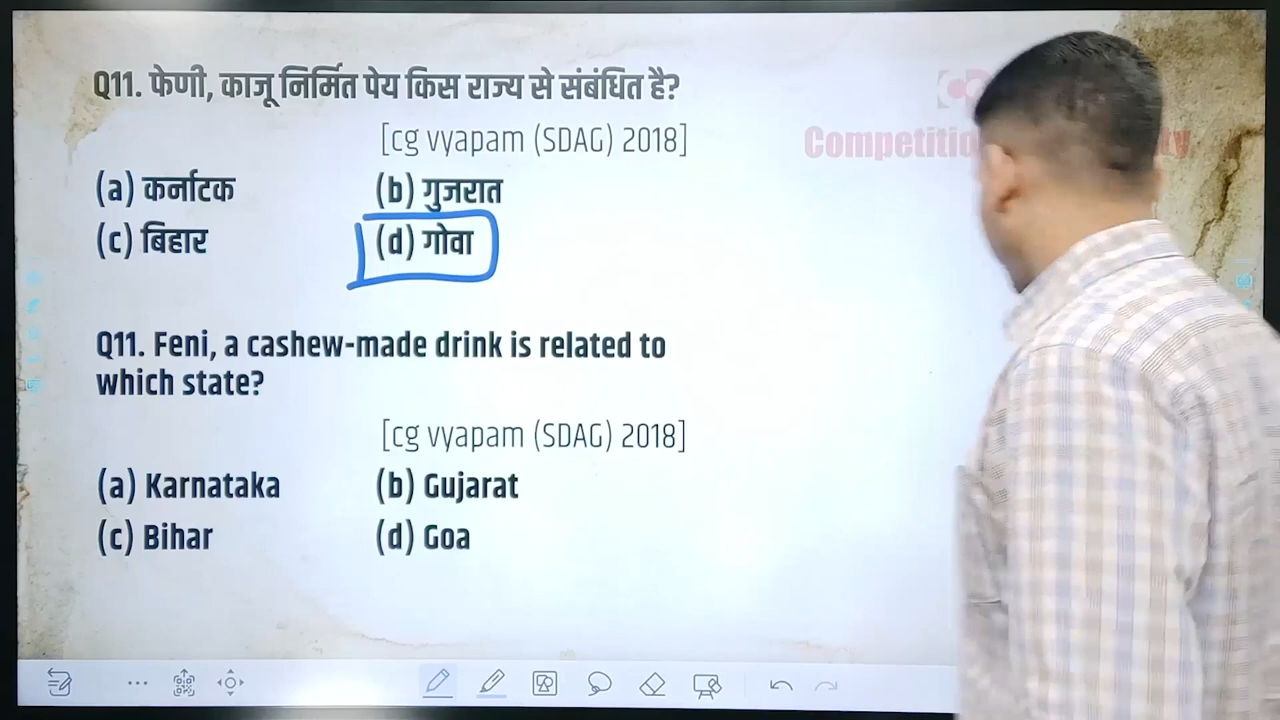 Q11. फेणी, काजू निर्मित पेय किस राज्य से संबंधित है?
[cg vyapam (SDAG) 2018]
(a) कर्नाटक (b) गुजरात
(c) बिहार (d) गोवा
Q11. Feni, a cashew-made drink is related to
which state?
[cg vyapam (SDAG) 2018]
(a) Karnataka (b) Gujarat
(c) Bihar (d) Goa